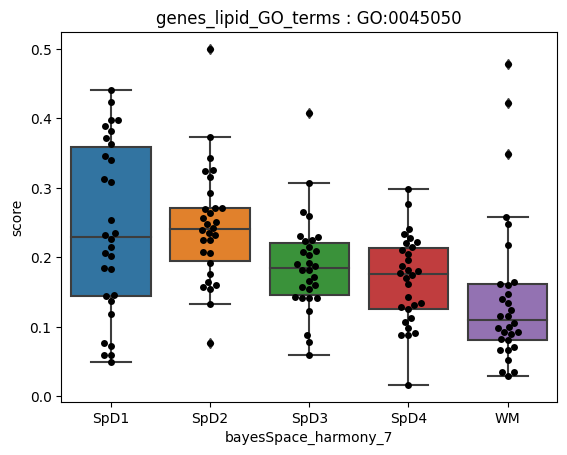 genes_lipid_GO_terms : GO:0045050
0.5
0.4
0.3
0.2
0.1
0.0
score
SpD1 SpD2 SpD3 SpD4 WM
bayesSpace_harmony_7